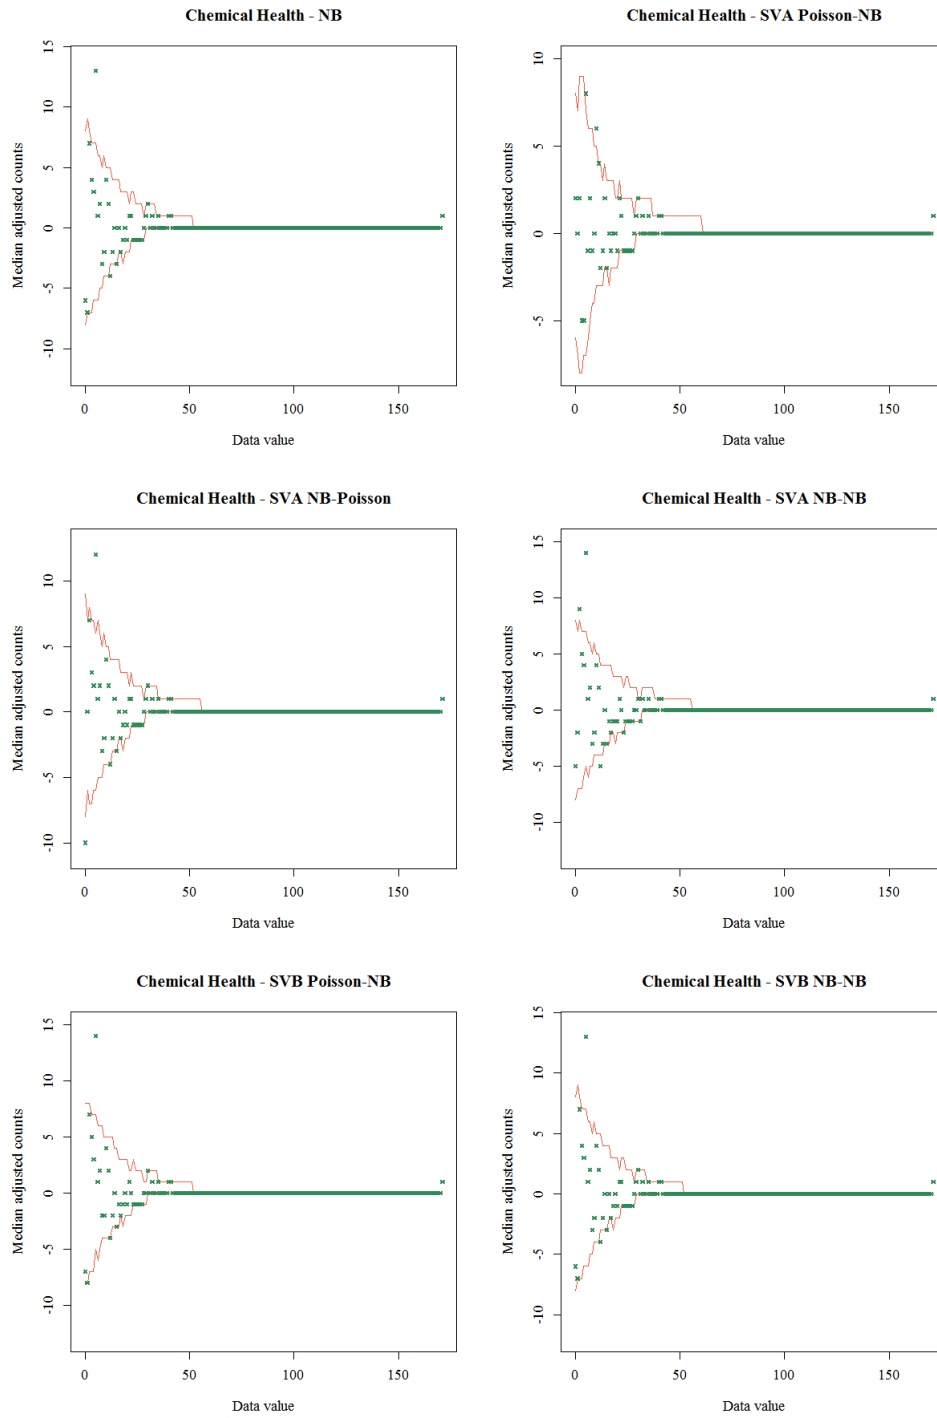 Chemical Health - NB
Median adjusted counts
15
10
5
0
-5
-10
0 50 100 150
Data value
Chemical Health - SVA Poisson-NB
Median adjusted counts
10
5
0
-5
0 50 100 150
Data value
Chemical Health - SVA NB-Poisson
Median adjusted counts
10
5
0
-5
-10
0 50 100 150
Data value
Chemical Health - SVA NB-NB
Median adjusted counts
15
10
5
0
-5
-10
0 50 100 150
Data value
Chemical Health - SVB Poisson-NB
Median adjusted counts
15
10
5
0
-5
-10
0 50 100 150
Data value
Chemical Health - SVB NB-NB
Median adjusted counts
15
10
5
0
-5
-10
0 50 100 150
Data value